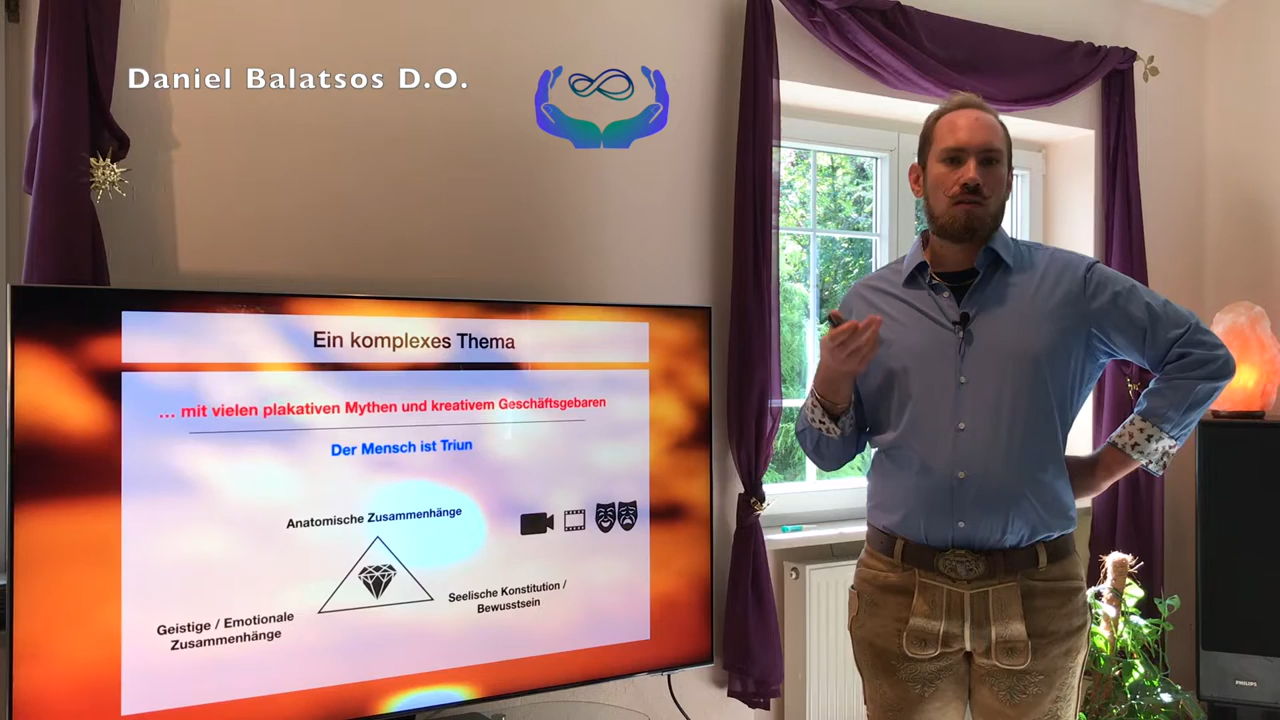 Daniel Balatsos D.O.
Ein komplexes Thema
... mit vielen plakativen Mythen und kreativem Geschäftsgebaren
Der Mensch ist Triun
Anatomische Zusammenhänge
Seelische Konstitution /
Bewusstsein
Geistige / Emotionale
Zusammenhänge
PHILIPS